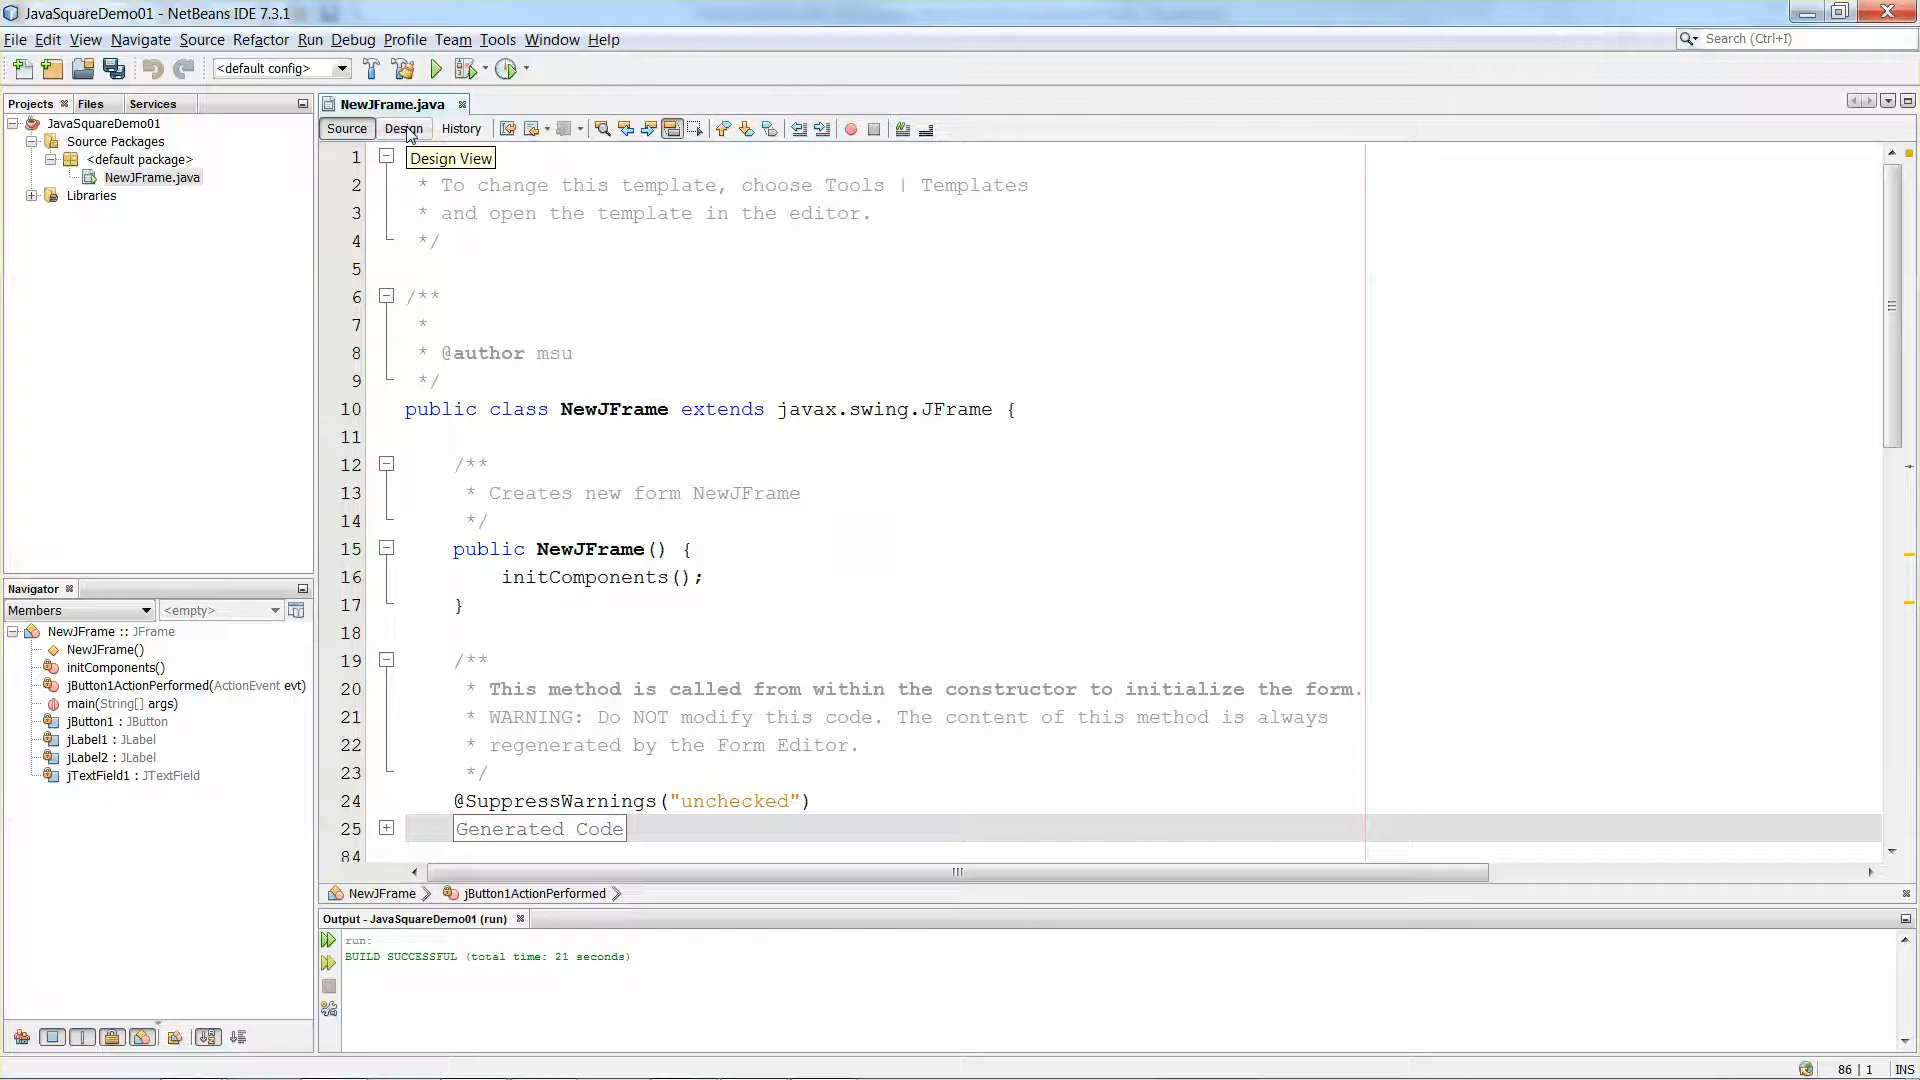 JavaSquareDemo01 - NetBeans IDE 7.3.1
File Edit View Navigate Source Refactor Run Debug Profile Team Tools Window Help
Search (Ctrl+I)
<default config>
Projects Files Services
JavaSquareDemo01
Source Packages
<default package>
NewJFrame.java
Libraries
Navigator
Members <empty>
NewJFrame :: JFrame
NewJFrame()
initComponents()
jButton1ActionPerformed(ActionEvent evt)
main(String[] args)
jButton1 : JButton
jLabel1 : JLabel
jLabel2 : JLabel
jTextField1 : JTextField
NewJFrame.java
Source Design History
Design View
1
2 * To change this template, choose Tools | Templates
3 * and open the template in the editor.
4 */
5
6 /**
7 *
8 * @author msu
9 */
10 public class NewJFrame extends javax.swing.JFrame {
11
12 /**
13 * Creates new form NewJFrame
14 */
15 public NewJFrame() {
16 initComponents();
17 }
18
19 /**
20 * This method is called from within the constructor to initialize the form.
21 * WARNING: Do NOT modify this code. The content of this method is always
22 * regenerated by the Form Editor.
23 */
24 @SuppressWarnings("unchecked")
25 Generated Code
84
NewJFrame jButton1ActionPerformed
Output - JavaSquareDemo01 (run)
run:
BUILD SUCCESSFUL (total time: 21 seconds)
86 | 1 INS